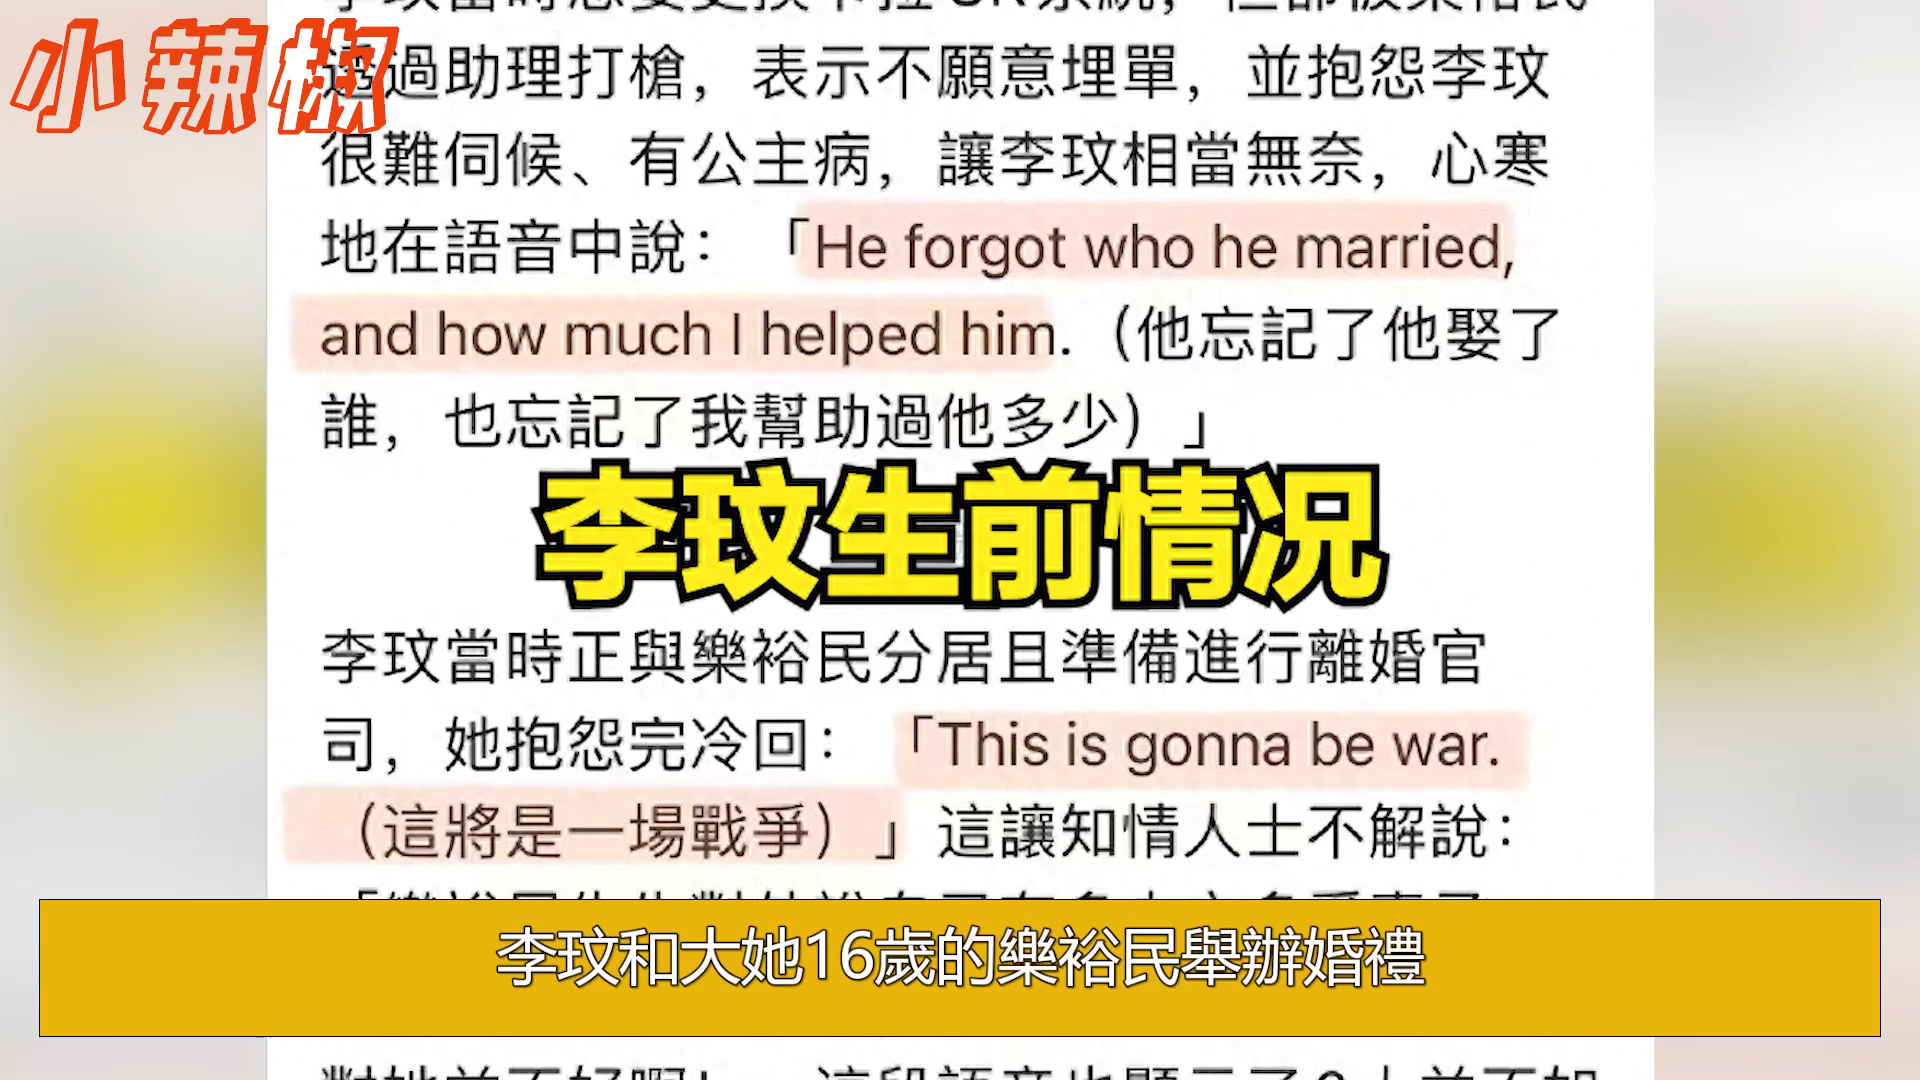 小辣椒
透過助理打槍，表示不願意埋單，並抱怨李玟
很難伺候、有公主病，讓李玟相當無奈，心寒
地在語音中說：「He forgot who he married,
and how much I helped him.（他忘記了他娶了
誰，也忘記了我幫助過他多少）」
李玟生前情况
李玟當時正與樂裕民分居且準備進行離婚官
司，她抱怨完冷回：「This is gonna be war.
（這將是一場戰爭）」這讓知情人士不解說：
李玟和大她16歲的樂裕民舉辦婚禮